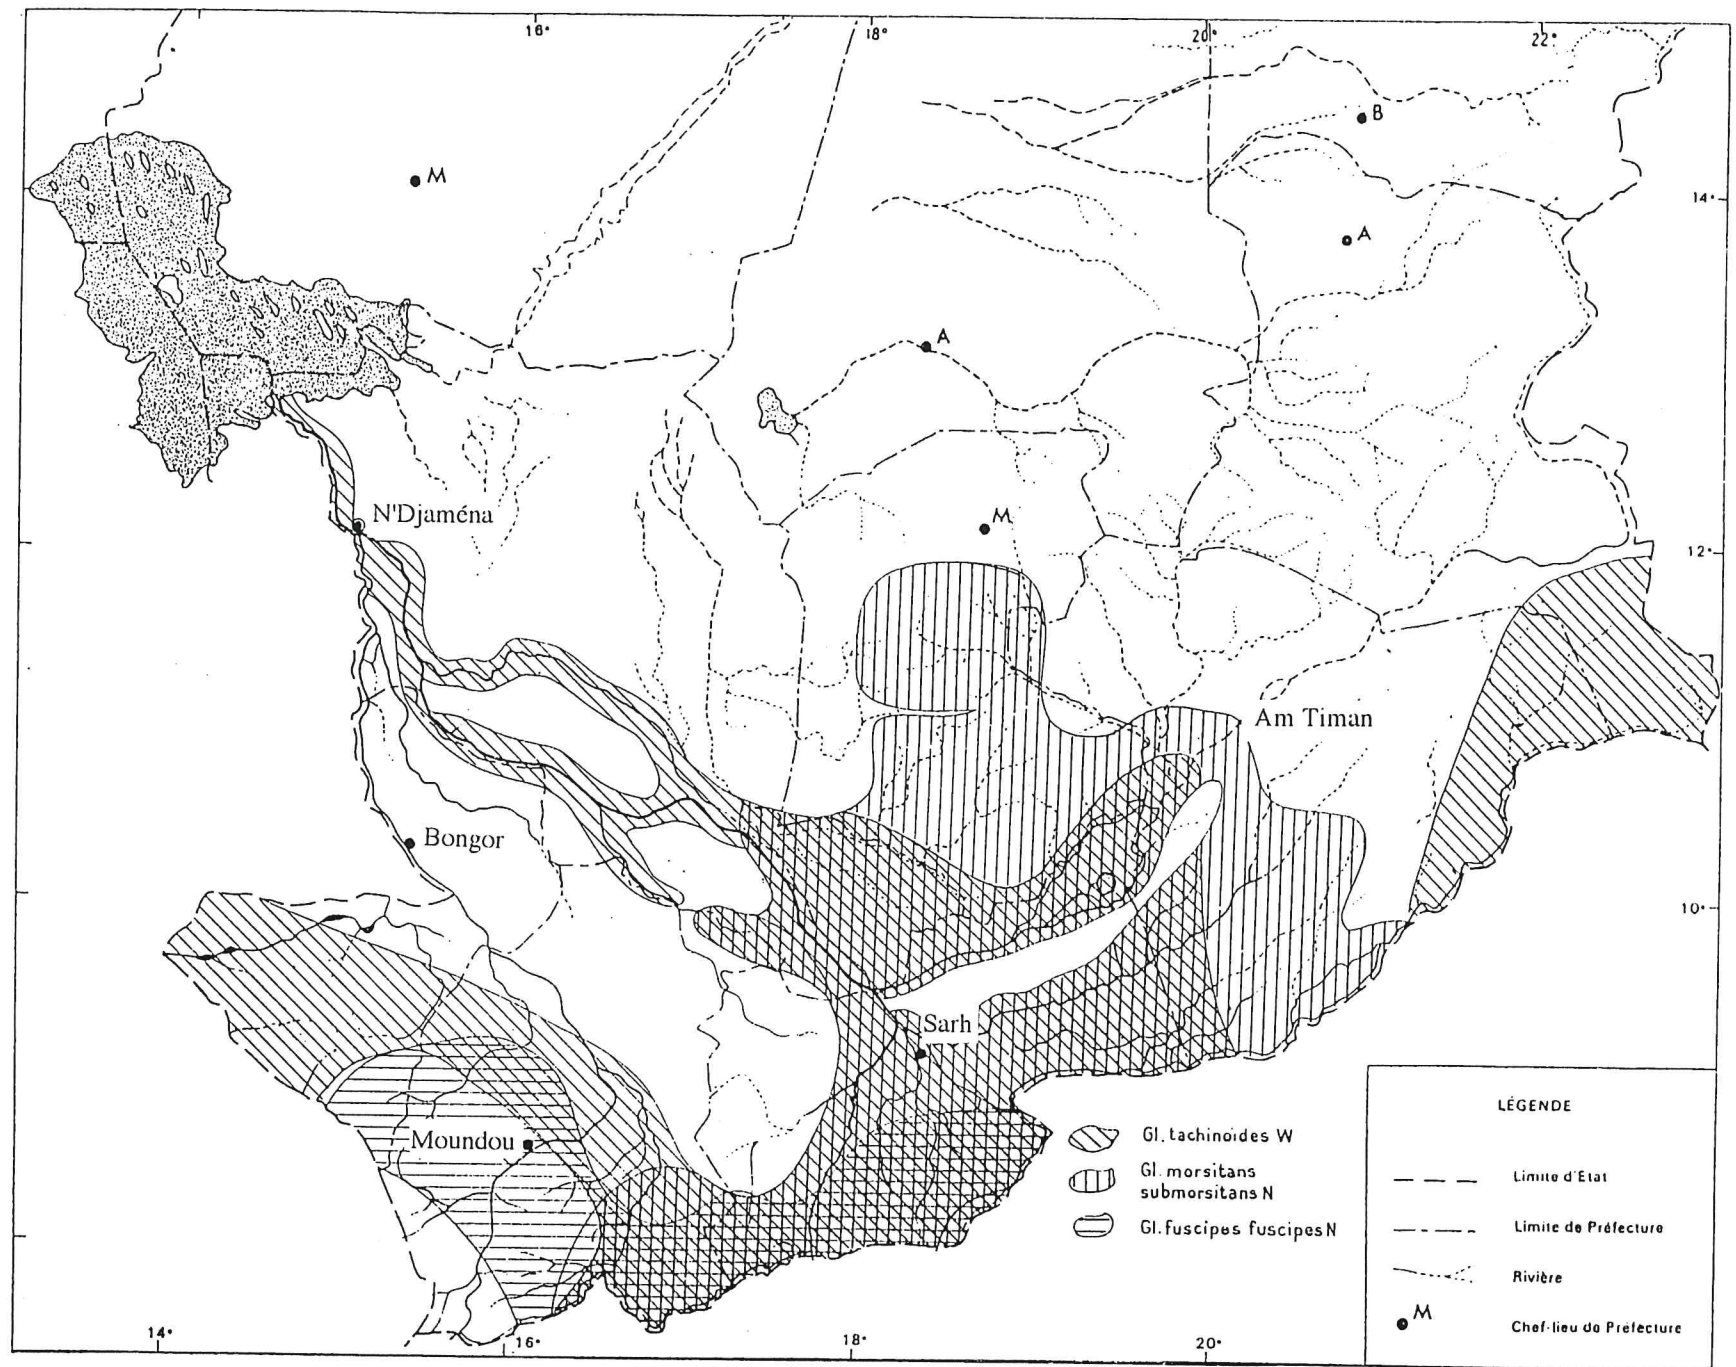 16°
18°
20°
22°
B
M
14°
A
A
N'Djaména
M
12°
Am Timan
Bongor
10°
Sarh
LÉGENDE
Moundou
Gl. tachinoides W
Gl. morsitans
submorsitans N
Gl. fuscipes fuscipes N
Limite d'État
Limite de Préfecture
Rivière
M
Chef-lieu de Préfecture
14°
16°
18°
20°